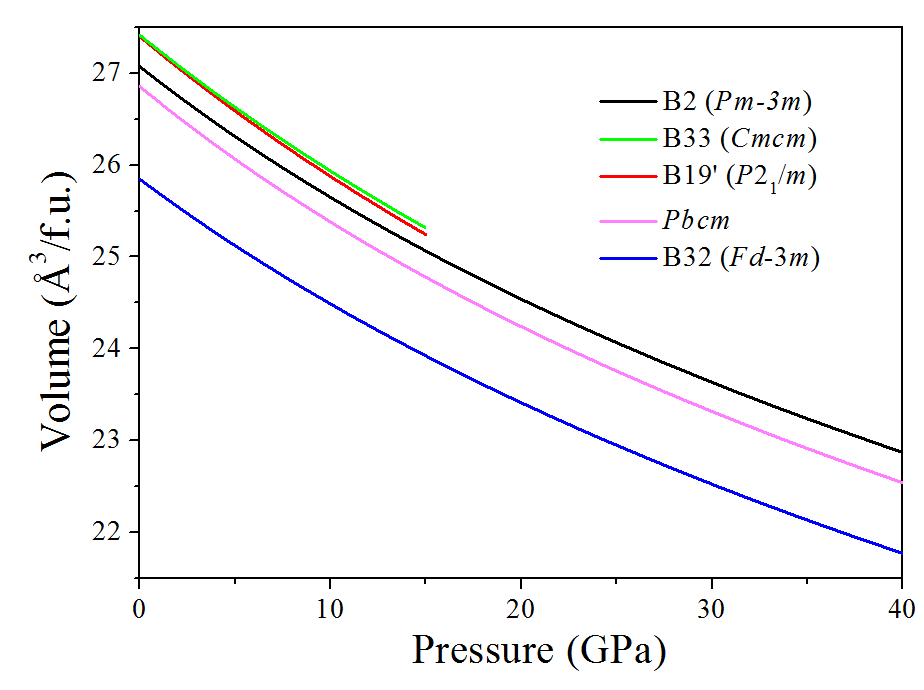 27
26
25
24
23
22
Volume (Å³/f.u.)
B2 (Pm-3m)
B33 (Cmcm)
B19' (P2₁/m)
Pbcm
B32 (Fd-3m)
0 10 20 30 40
Pressure (GPa)